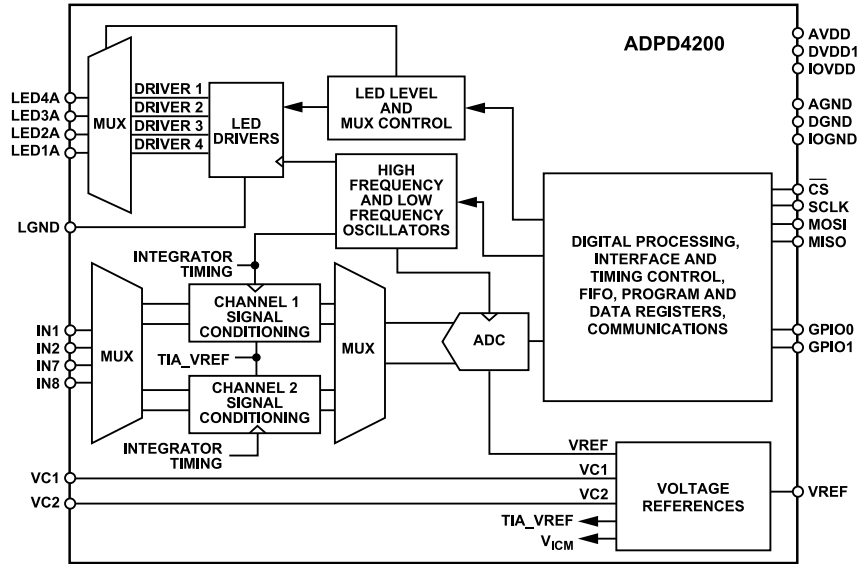 ADPD4200
AVDD
DVDD1
IOVDD
AGND
DGND
IOGND
CS
SCLK
MOSI
MISO
GPIO0
GPIO1
VREF
LED4A
LED3A
LED2A
LED1A
LGND
MUX
DRIVER 1
DRIVER 2
DRIVER 3
DRIVER 4
LED
DRIVERS
LED LEVEL
AND
MUX CONTROL
HIGH
FREQUENCY
AND LOW
FREQUENCY
OSCILLATORS
DIGITAL PROCESSING,
INTERFACE AND
TIMING CONTROL,
FIFO, PROGRAM AND
DATA REGISTERS,
COMMUNICATIONS
INTEGRATOR
TIMING
IN1
IN2
IN7
IN8
MUX
CHANNEL 1
SIGNAL
CONDITIONING
TIA_VREF
CHANNEL 2
SIGNAL
CONDITIONING
INTEGRATOR
TIMING
MUX
ADC
VC1
VC2
VREF
VC1
VC2
TIA_VREF
VICM
VOLTAGE
REFERENCES